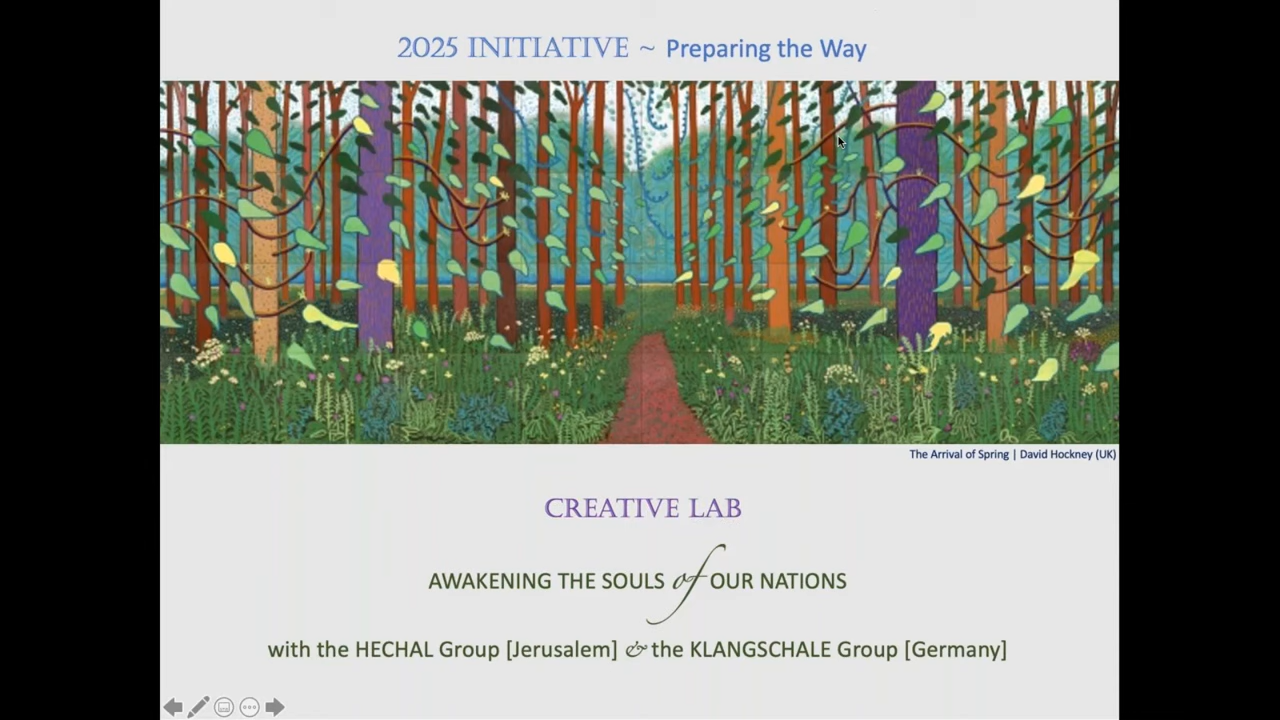 2025 INITIATIVE ~ Preparing the Way
The Arrival of Spring | David Hockney (UK)
CREATIVE LAB
AWAKENING THE SOULS of OUR NATIONS
with the HECHAL Group [Jerusalem] & the KLANGSCHALE Group [Germany]